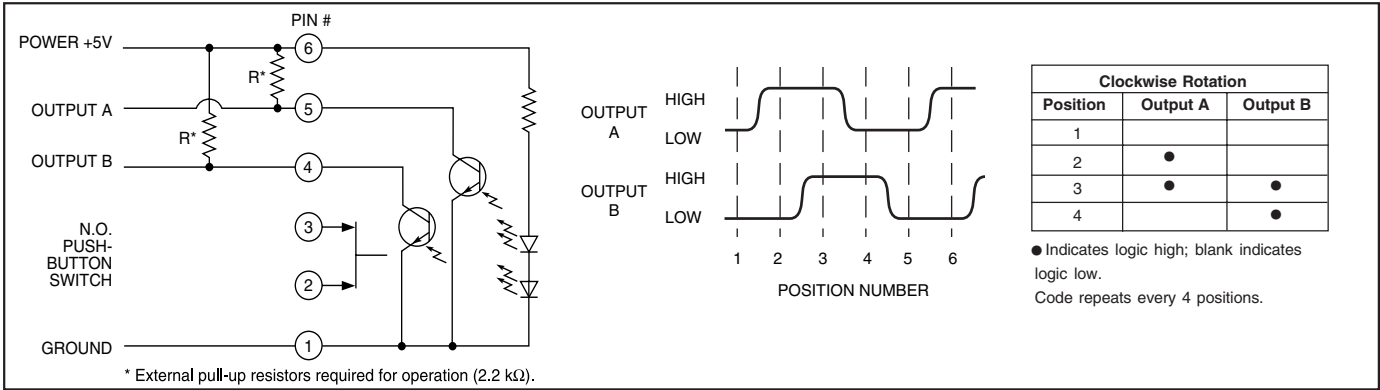 PIN #
POWER +5V
6
R*
OUTPUT A
5
R*
OUTPUT B
4
N.O.
PUSH-
BUTTON
SWITCH
3
2
GROUND
1
* External pull-up resistors required for operation (2.2 kΩ).
OUTPUT
A
HIGH
LOW
OUTPUT
B
HIGH
LOW
1 2 3 4 5 6
POSITION NUMBER
Clockwise Rotation
Position Output A Output B
1
2 ●
3 ● ●
4 ●
● Indicates logic high; blank indicates
logic low.
Code repeats every 4 positions.